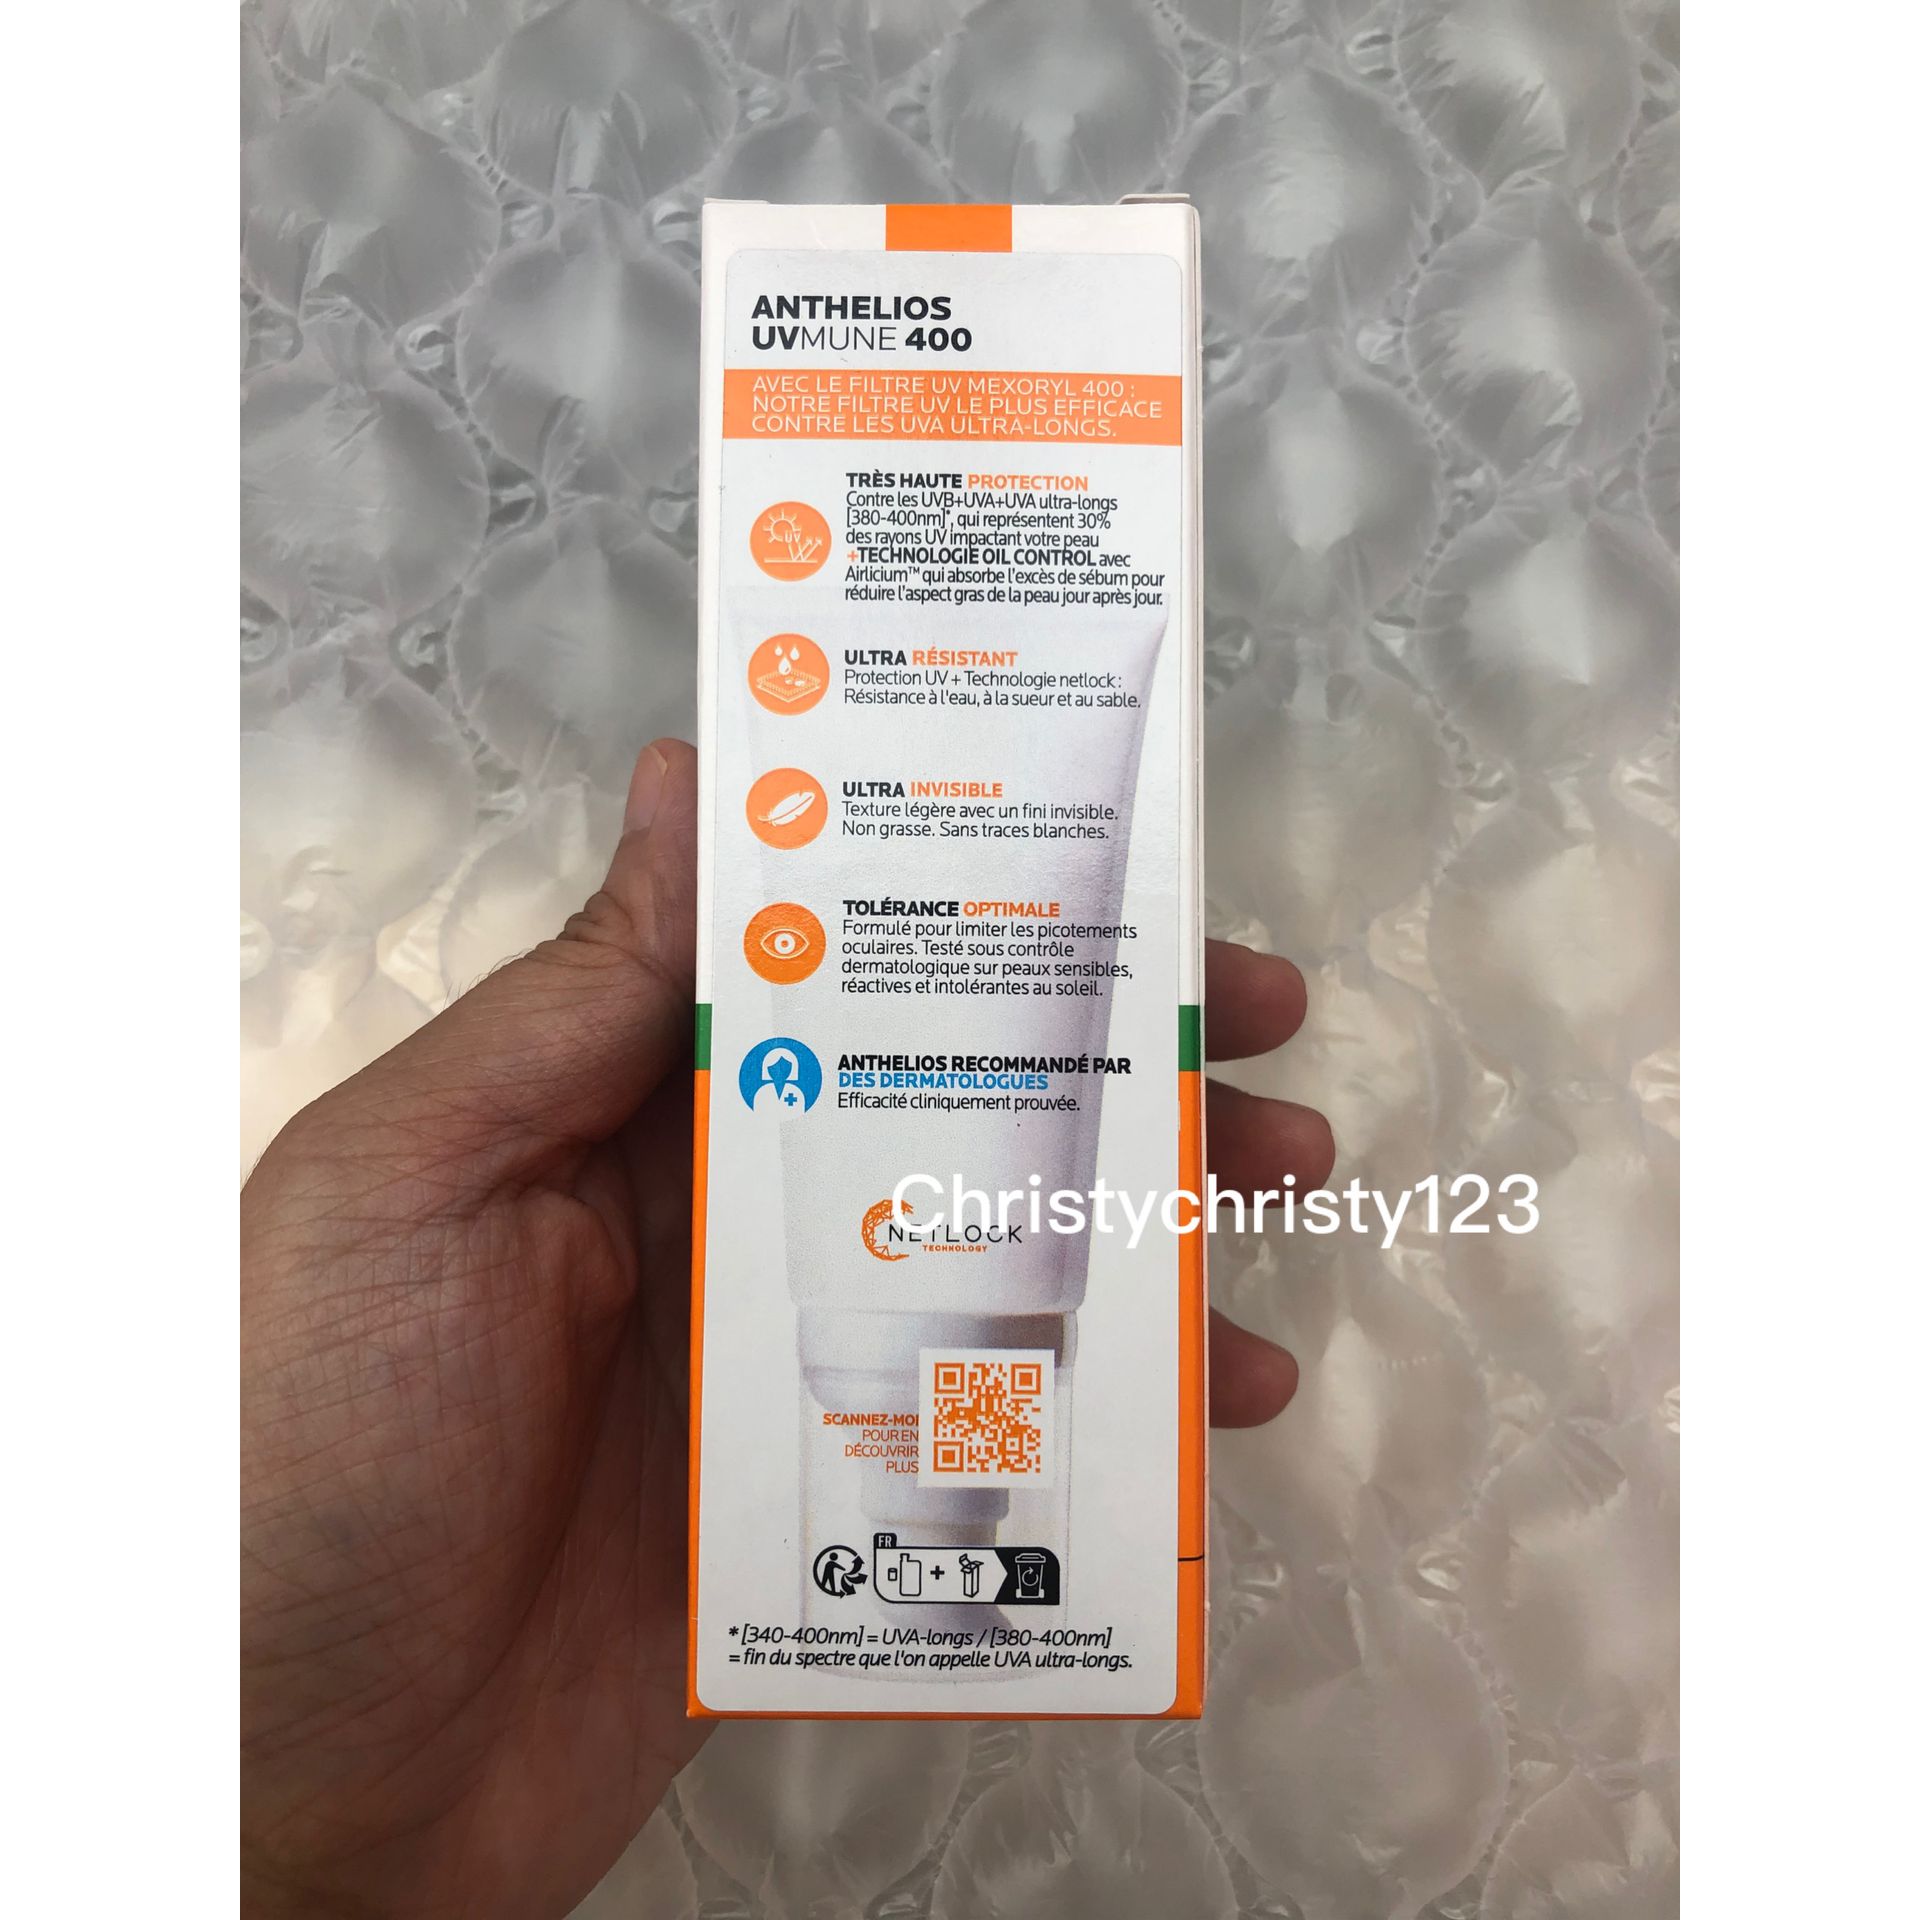 ANTHELIOS
UVMUNE 400
AVEC LE FILTRE UV MEXORYL 400 :
NOTRE FILTRE UV LE PLUS EFFICACE
CONTRE LES UVA ULTRA-LONGS.
TRÈS HAUTE PROTECTION
Contre les UVB+UVA+UVA ultra-longs
[380-400nm]*, qui représentent 30%
des rayons UV impactant votre peau
+TECHNOLOGIE OIL CONTROL avec
Airlicium™ qui absorbe l'excès de sébum pour
réduire l'aspect gras de la peau jour après jour.
UV
ULTRA RÉSISTANT
Protection UV + Technologie netlock :
Résistance à l'eau, à la sueur et au sable.
ULTRA INVISIBLE
Texture légère avec un fini invisible.
Non grasse. Sans traces blanches.
TOLÉRANCE OPTIMALE
Formulé pour limiter les picotements
oculaires. Testé sous contrôle
dermatologique sur peaux sensibles,
réactives et intolérantes au soleil.
ANTHELIOS RECOMMANDÉ PAR
DES DERMATOLOGUES
Efficacité cliniquement prouvée.
Christychristy123
NETLOCK
TECHNOLOGY
SCANNEZ-MOI
POUR EN
DÉCOUVRIR
PLUS
FR
+
* [340-400nm] = UVA-longs / [380-400nm]
= fin du spectre que l'on appelle UVA ultra-longs.